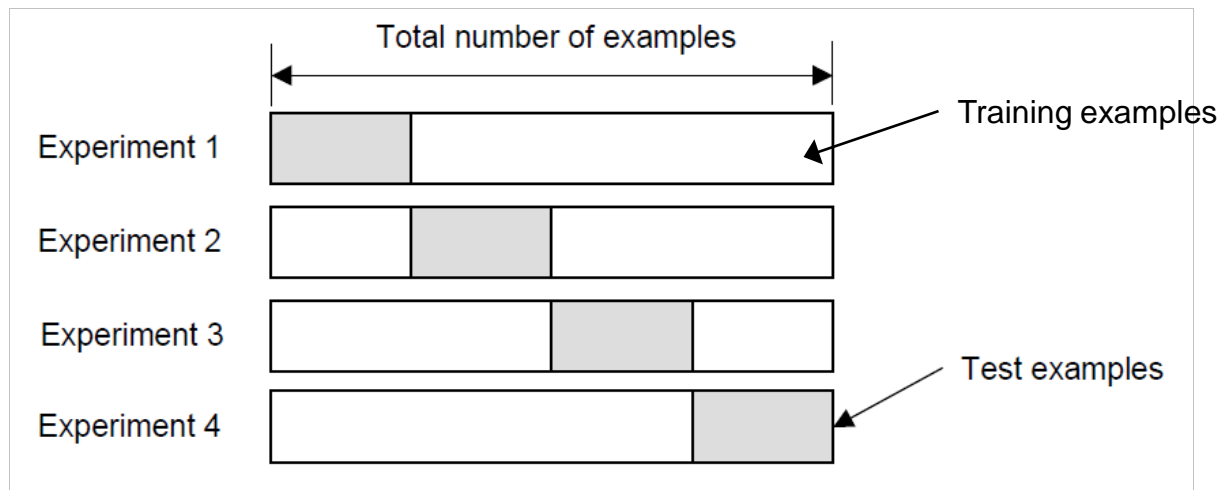 Total number of examples
Training examples
Experiment 1
Experiment 2
Experiment 3
Test examples
Experiment 4